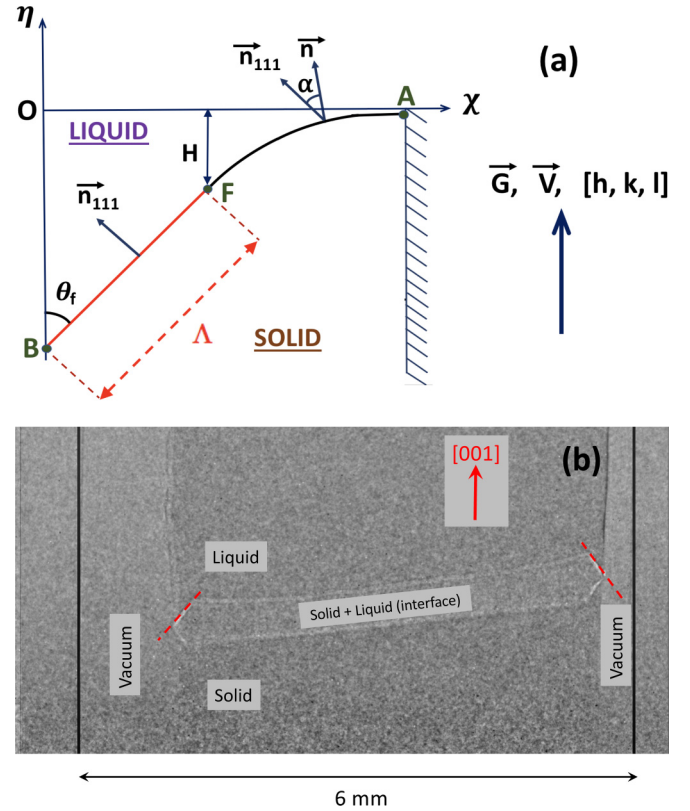 η
(a)
n111
n
α
A
O
χ
LIQUID
H
G, V, [h, k, l]
F
n111
θf
Λ
B
SOLID
[001]
(b)
Liquid
Solid + Liquid (interface)
Vacuum
Vacuum
Solid
6 mm